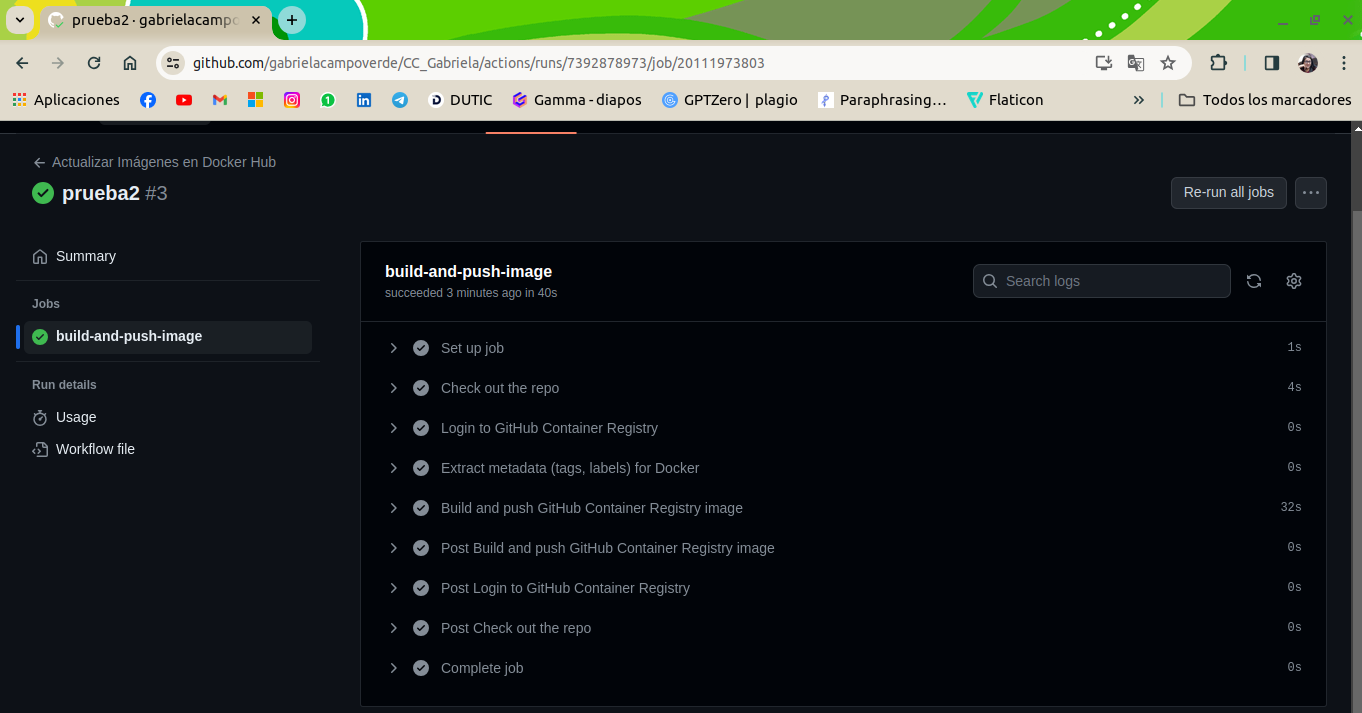 prueba2 · gabrielacampo
github.com/gabrielacampoverde/CC_Gabriela/actions/runs/7392878973/job/20111973803
Aplicaciones 1 DUTIC Gamma - diapos GPTZero | plagio Paraphrasing… Flaticon » Todos los marcadores
Actualizar Imágenes en Docker Hub
prueba2 #3
Re-run all jobs
Summary
Jobs
build-and-push-image
Run details
Usage
Workflow file
build-and-push-image
succeeded 3 minutes ago in 40s
Search logs
Set up job 1s
Check out the repo 4s
Login to GitHub Container Registry 0s
Extract metadata (tags, labels) for Docker 0s
Build and push GitHub Container Registry image 32s
Post Build and push GitHub Container Registry image 0s
Post Login to GitHub Container Registry 0s
Post Check out the repo 0s
Complete job 0s